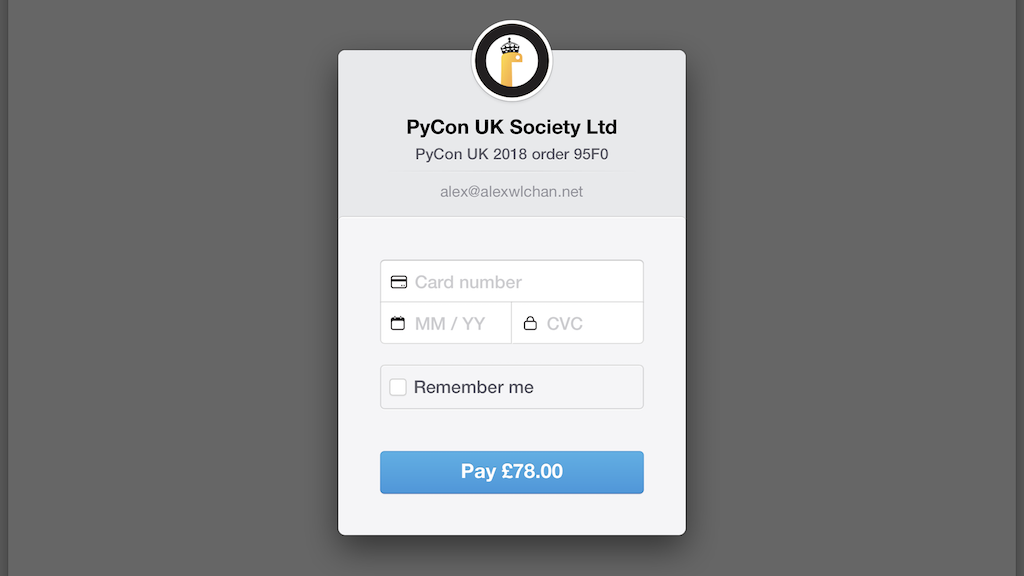 PyCon UK Society Ltd
PyCon UK 2018 order 95F0
alex@alexwlchan.net
Card number
MM / YY CVC
Remember me
Pay £78.00